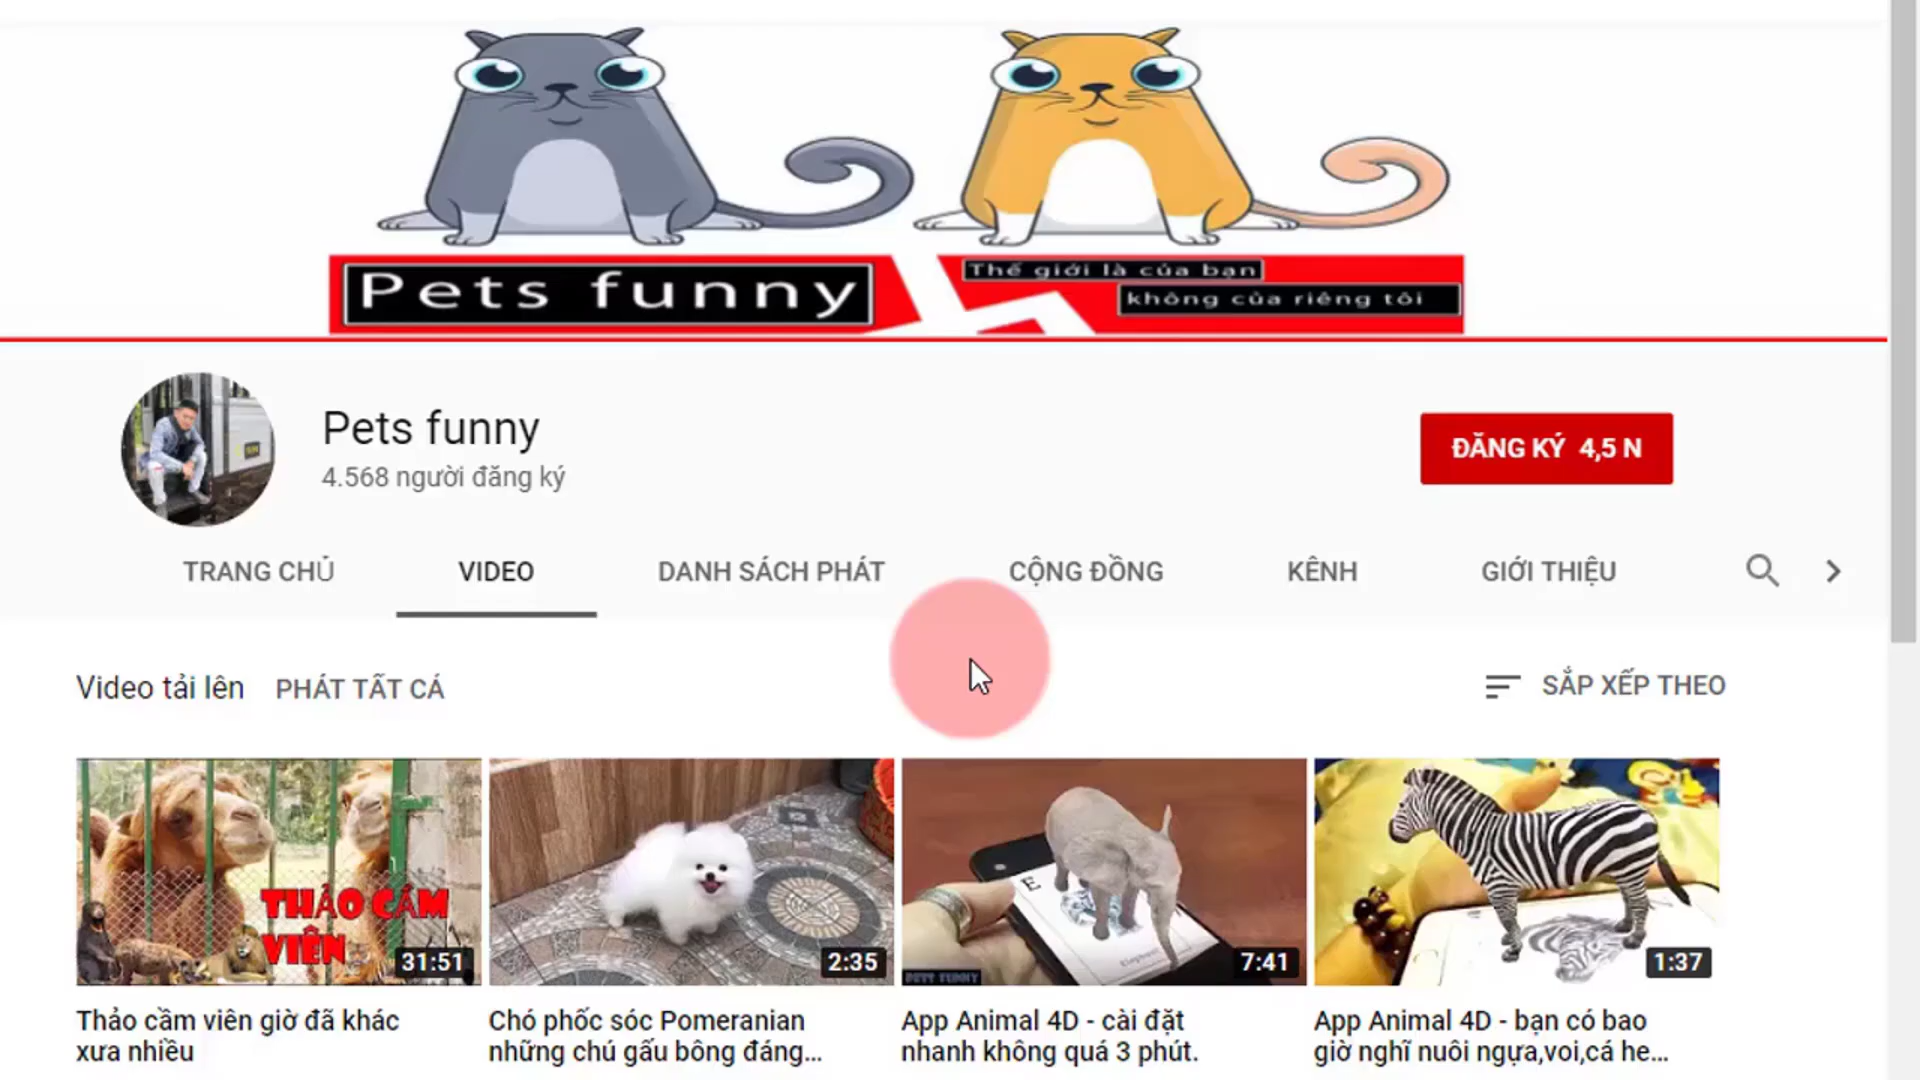 Pets funny
Thế giới là của bạn
không của riêng tôi
Pets funny
4.568 người đăng ký
ĐĂNG KÝ 4,5 N
TRANG CHỦ
VIDEO
DANH SÁCH PHÁT
CỘNG ĐỒNG
KÊNH
GIỚI THIỆU
Video tải lên
PHÁT TẤT CẢ
SẮP XẾP THEO
THẢO CẦM
VIÊN
31:51
2:35
E
Elephant
PETS FUNNY
7:41
1:37
Thảo cầm viên giờ đã khác
xưa nhiều
Chó phốc sóc Pomeranian
những chú gấu bông đáng...
App Animal 4D - cài đặt
nhanh không quá 3 phút.
App Animal 4D - bạn có bao
giờ nghĩ nuôi ngựa,voi,cá he...